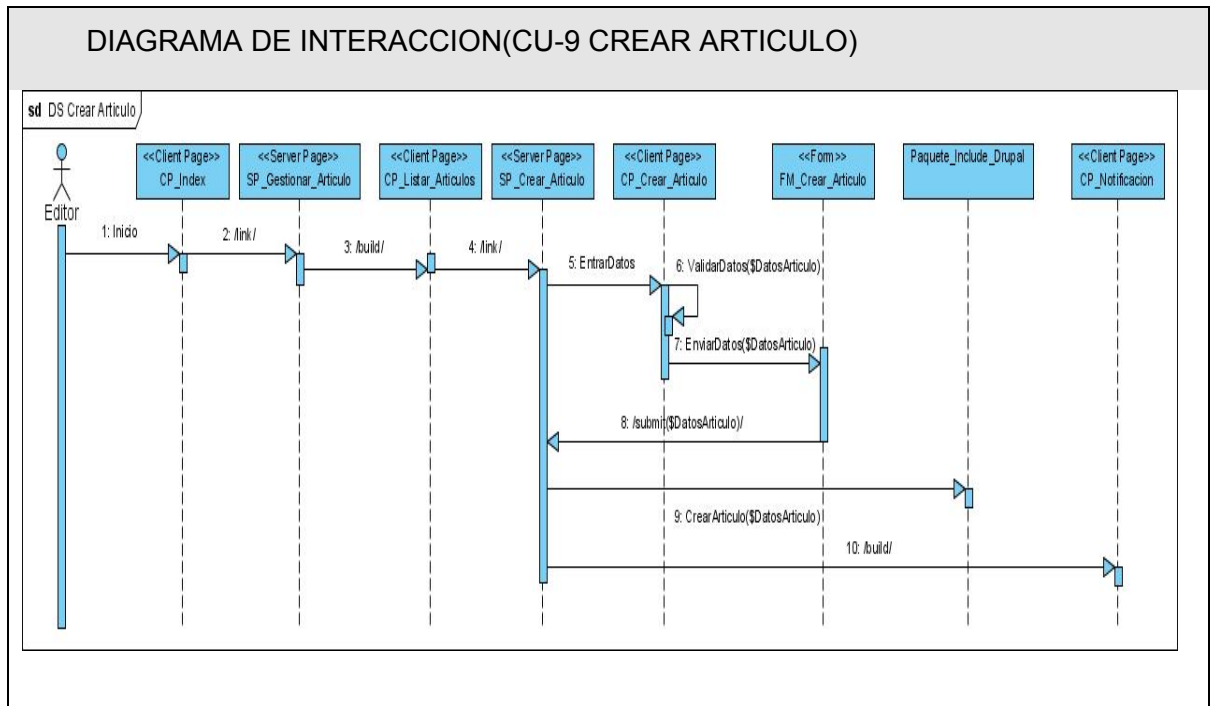 DIAGRAMA DE INTERACCION(CU-9 CREAR ARTICULO)
sd DS Crear Articulo
Editor
<<Client Page>>
CP_Index
<<Server Page>>
SP_Gestionar_Articulo
<<Client Page>>
CP_Listar_Articulos
<<Server Page>>
SP_Crear_Articulo
<<Client Page>>
CP_Crear_Articulo
<<Form>>
FM_Crear_Articulo
Paquete_Include_Drupal
<<Client Page>>
CP_Notificacion
1: Inicio
2: /link/
3: /build/
4: /link/
5: EntrarDatos
6: ValidarDatos($DatosArticulo)
7: EnviarDatos($DatosArticulo)
8: /submit($DatosArticulo)/
9: CrearArticulo($DatosArticulo)
10: /build/